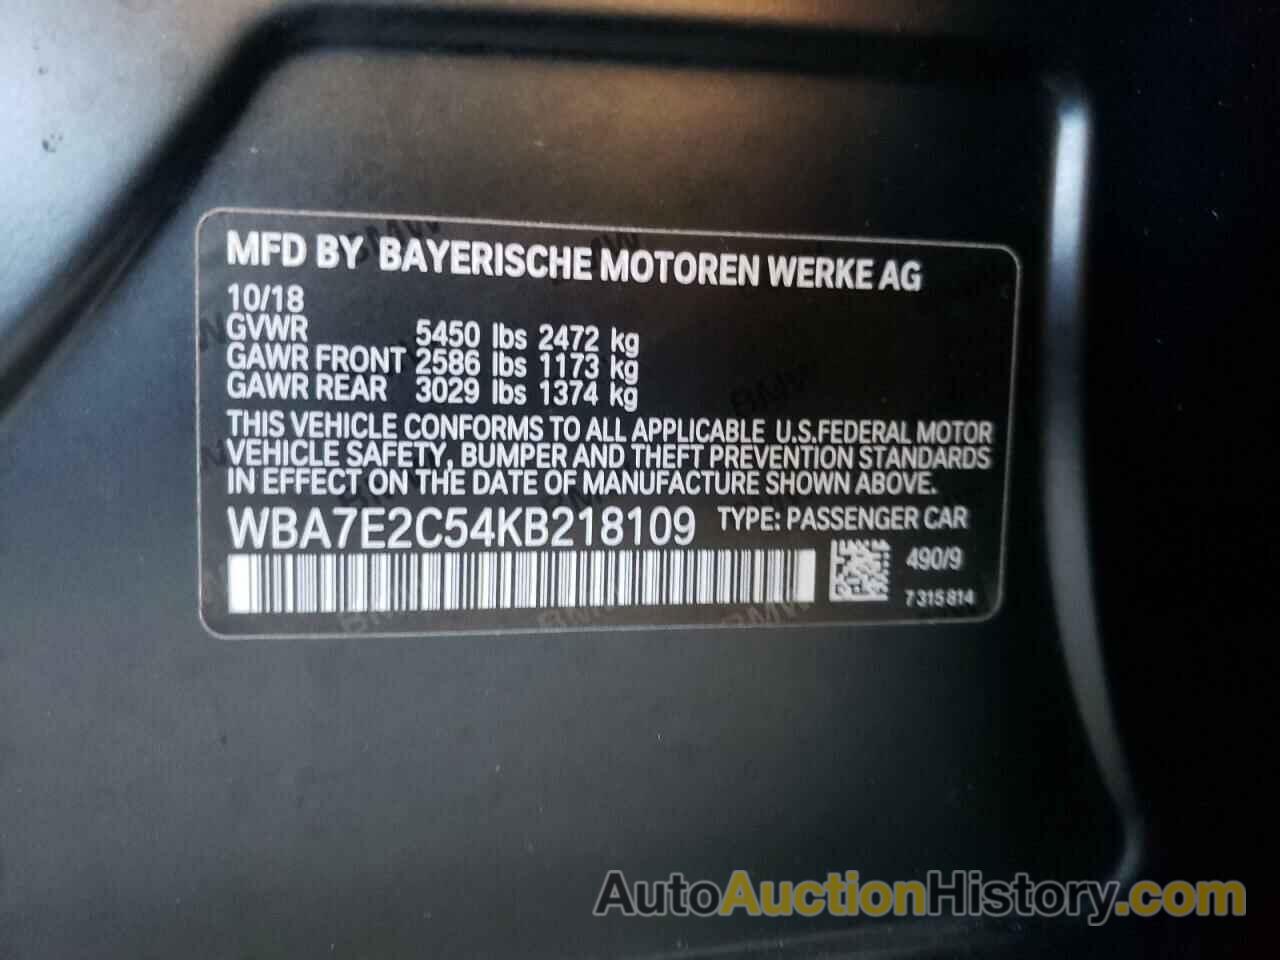 MFD BY BAYERISCHE MOTOREN WERKE AG
10/18
GVWR 5450 lbs 2472 kg
GAWR FRONT 2586 lbs 1173 kg
GAWR REAR 3029 lbs 1374 kg
THIS VEHICLE CONFORMS TO ALL APPLICABLE U.S.FEDERAL MOTOR
VEHICLE SAFETY, BUMPER AND THEFT PREVENTION STANDARDS
IN EFFECT ON THE DATE OF MANUFACTURE SHOWN ABOVE.
WBA7E2C54KB218109 TYPE: PASSENGER CAR
490/9
7 315 814
AutoAuctionHistory.com